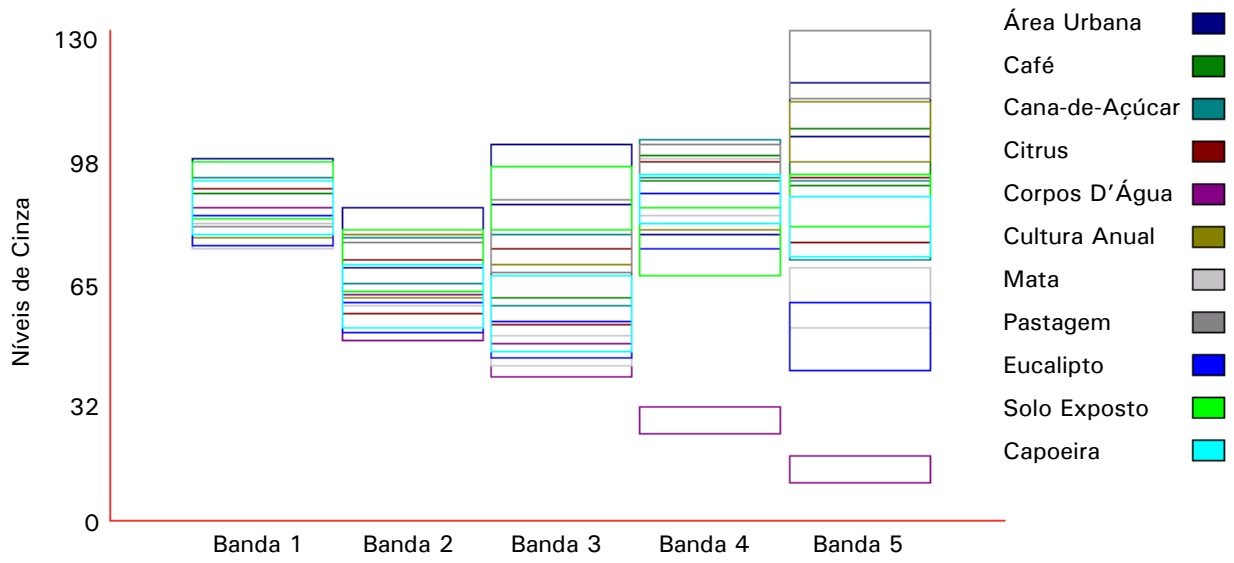 Níveis de Cinza
130
98
65
32
0
Banda 1
Banda 2
Banda 3
Banda 4
Banda 5
Área Urbana
Café
Cana-de-Açúcar
Citrus
Corpos D'Água
Cultura Anual
Mata
Pastagem
Eucalipto
Solo Exposto
Capoeira